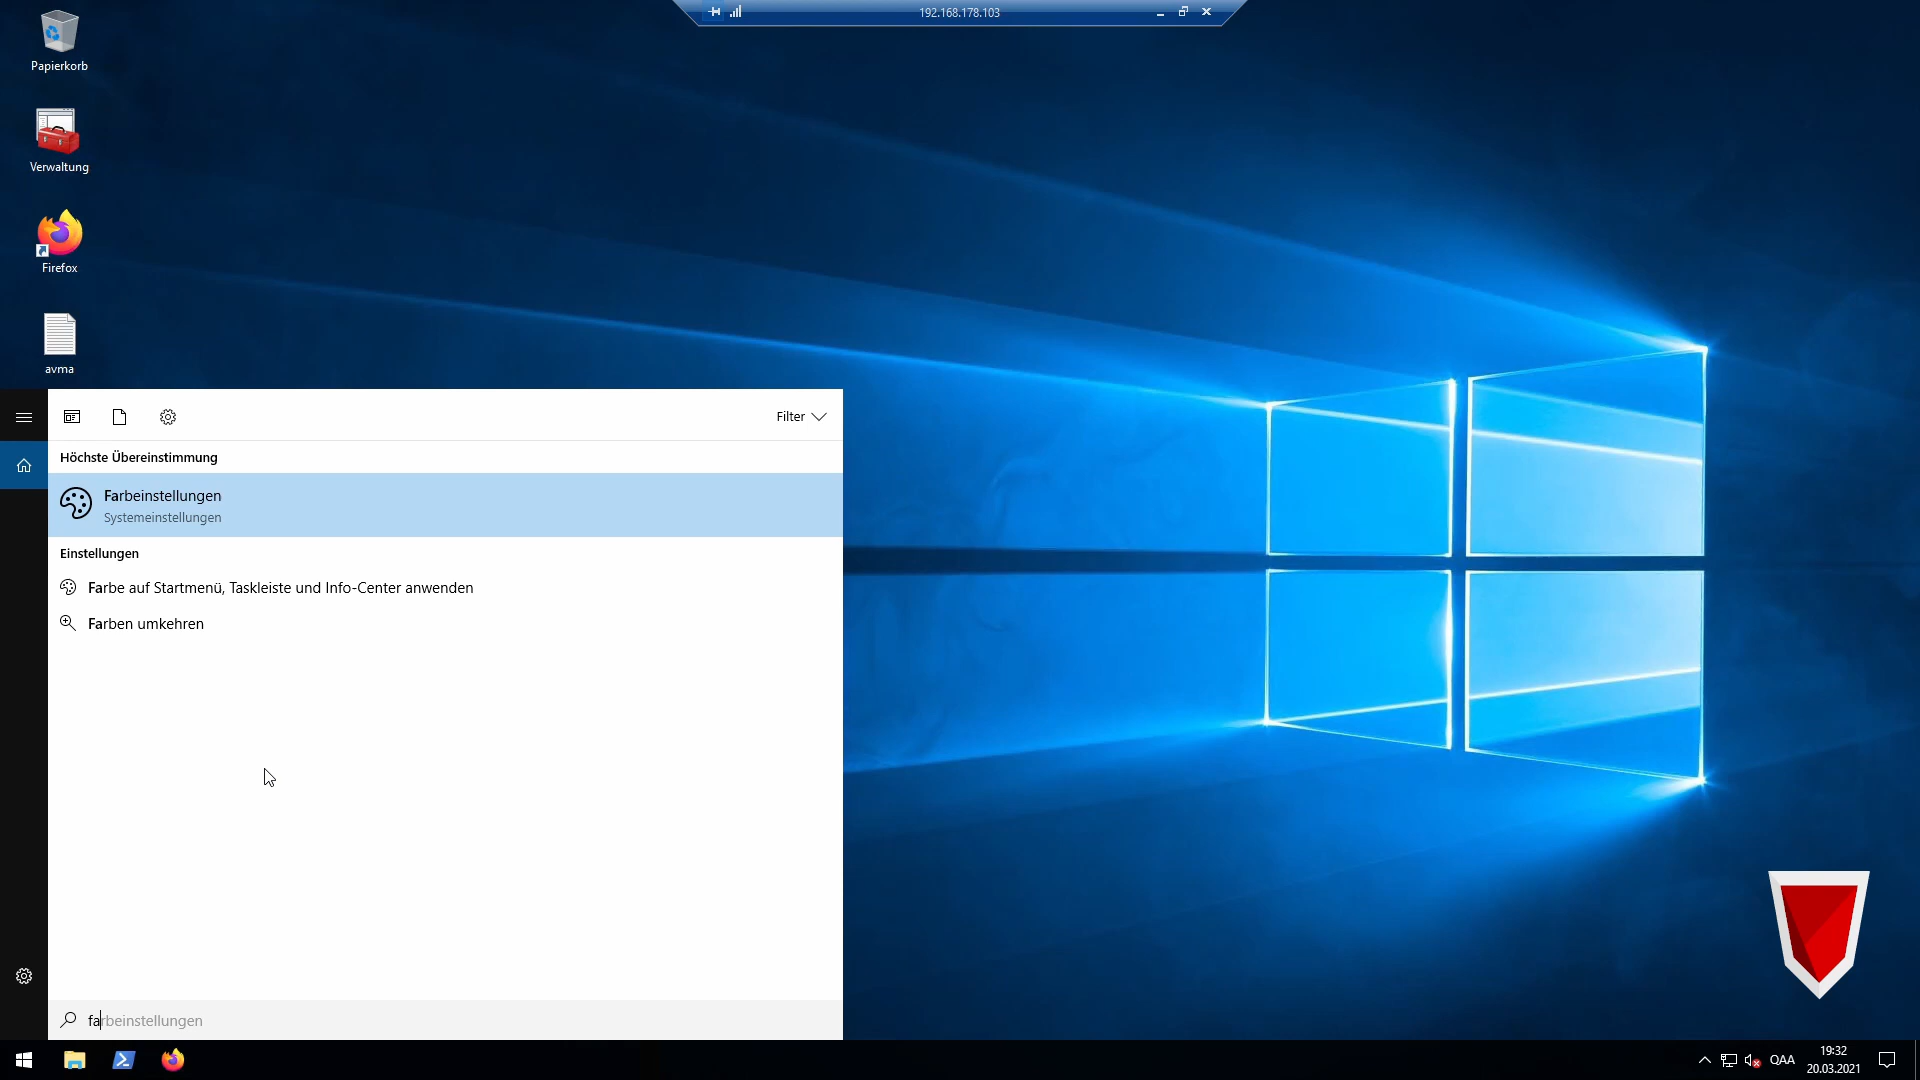 192.168.178.103
Papierkorb
Verwaltung
Firefox
avma
Filter
Höchste Übereinstimmung
Farbeinstellungen
Systemeinstellungen
Einstellungen
Farbe auf Startmenü, Taskleiste und Info-Center anwenden
Farben umkehren
farbeinstellungen
QAA
19:32
20.03.2021